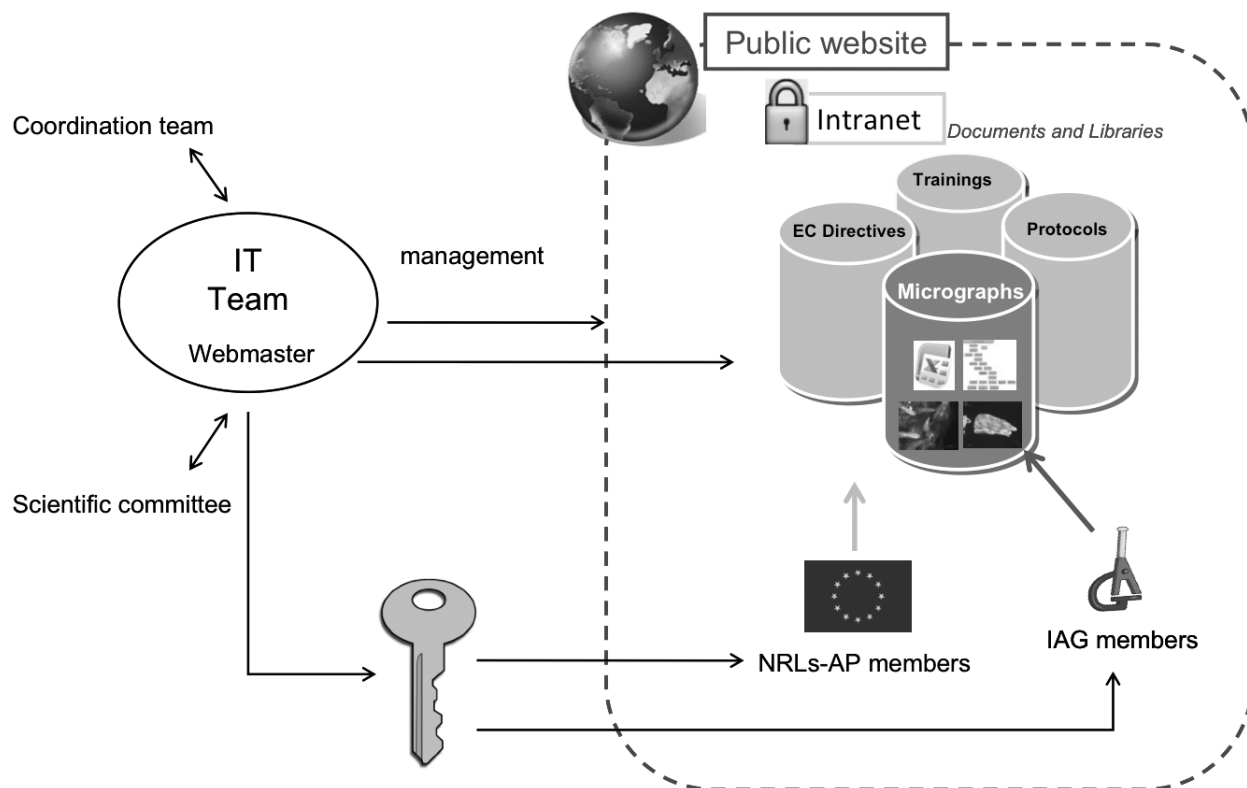 Public website
Intranet
Documents and Libraries
Coordination team
Trainings
EC Directives
Protocols
IT
Team
Webmaster
management
Micrographs
Scientific committee
NRLs-AP members
IAG members